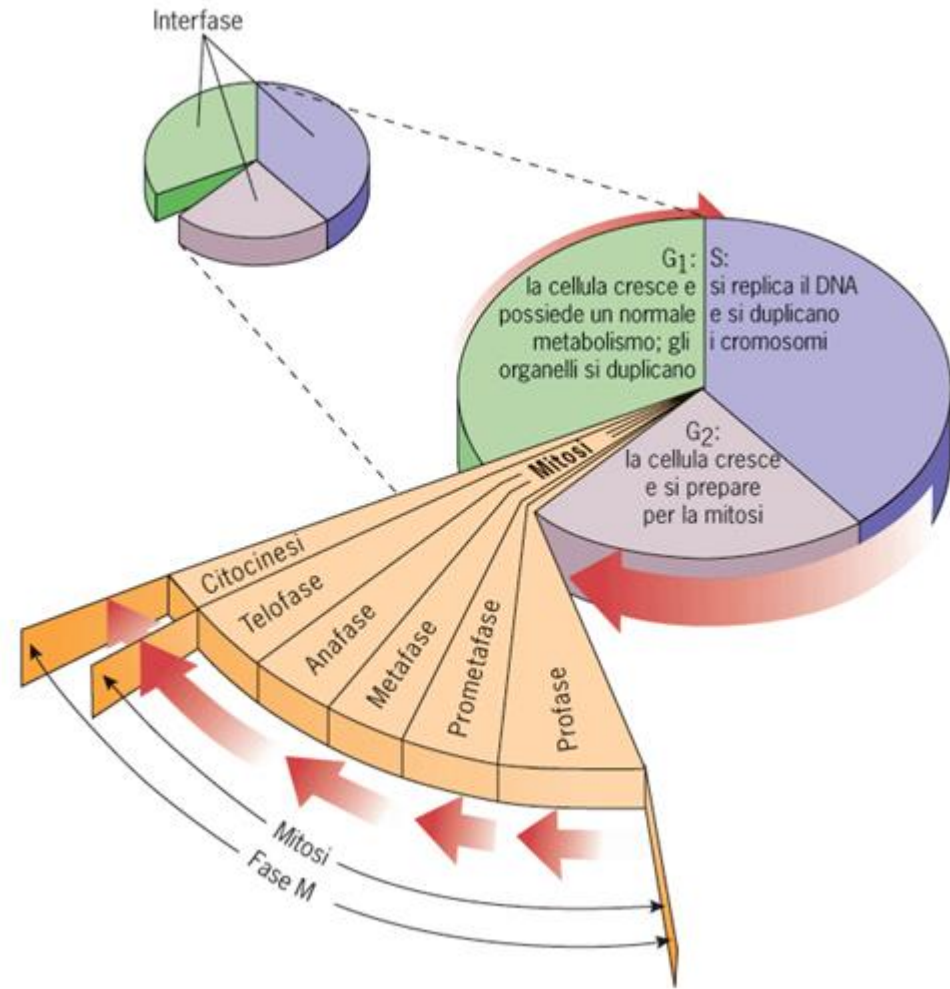 Interfase
G1:
la cellula cresce e
possiede un normale
metabolismo; gli
organelli si duplicano
S:
si replica il DNA
e si duplicano
i cromosomi
G2:
la cellula cresce
e si prepare
per la mitosi
Mitosi
Citocinesi
Telofase
Anafase
Metafase
Prometafase
Profase
Mitosi
Fase M